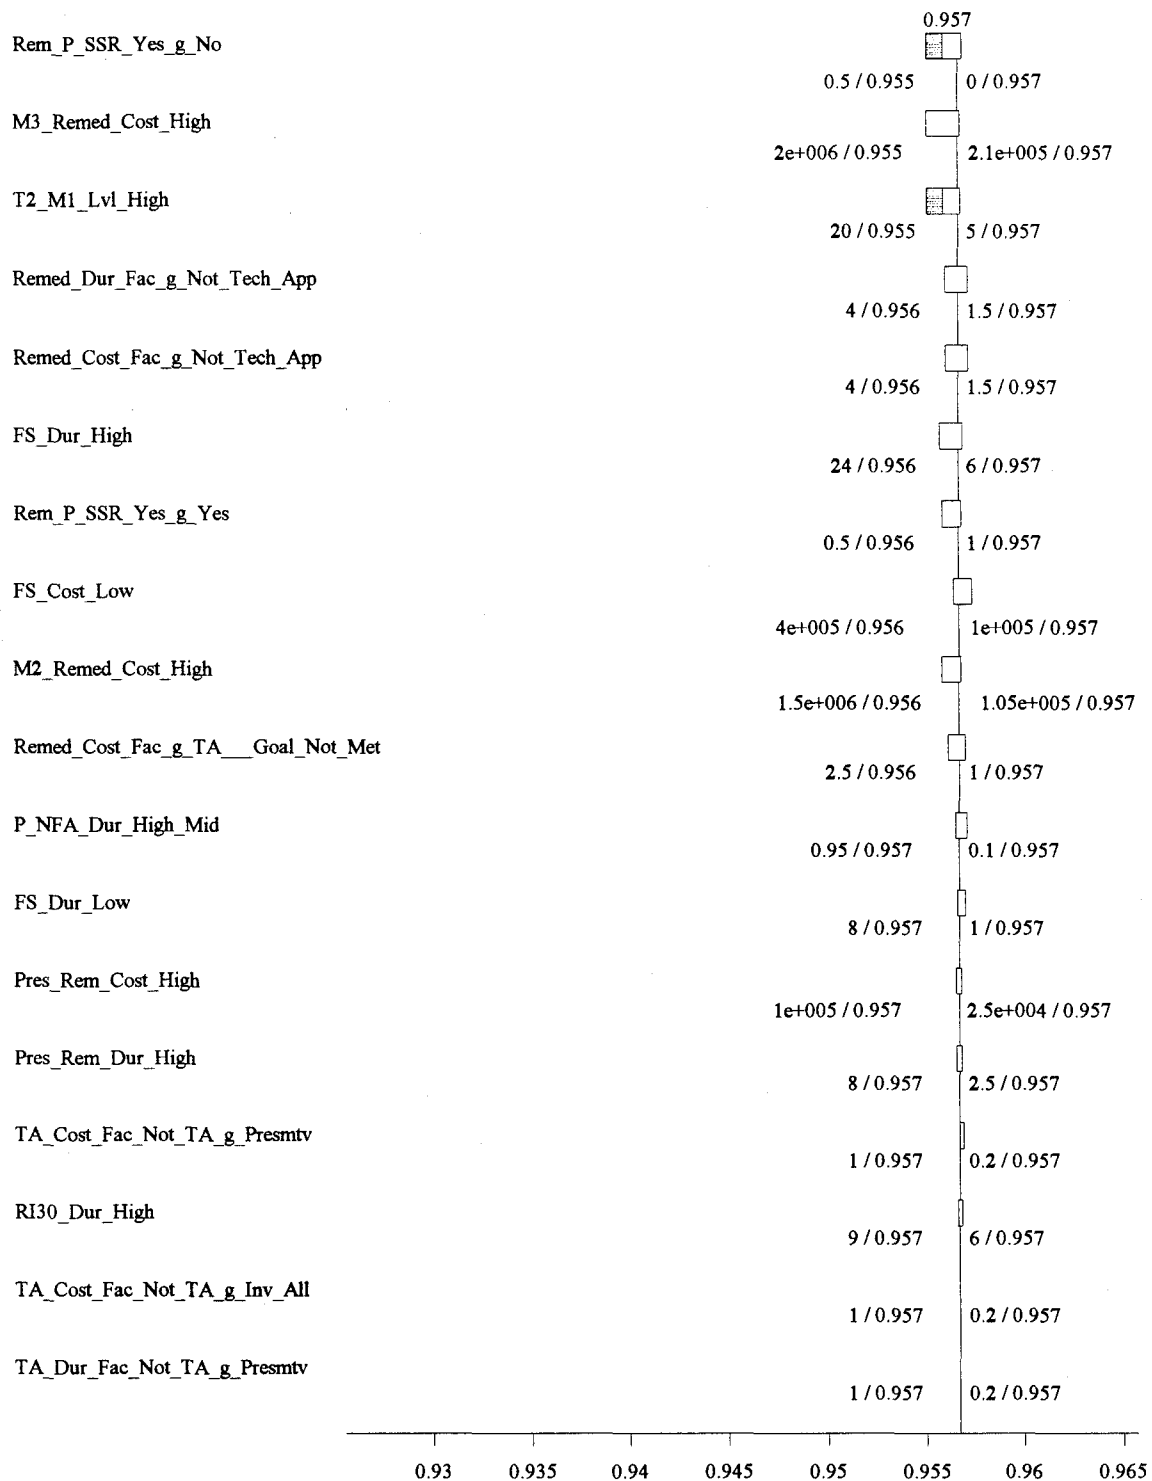 0.957
Rem_P_SSR_Yes_g_No
0.5 / 0.955 0 / 0.957
M3_Remed_Cost_High
2e+006 / 0.955 2.1e+005 / 0.957
T2_M1_Lvl_High
20 / 0.955 5 / 0.957
Remed_Dur_Fac_g_Not_Tech_App
4 / 0.956 1.5 / 0.957
Remed_Cost_Fac_g_Not_Tech_App
4 / 0.956 1.5 / 0.957
FS_Dur_High
24 / 0.956 6 / 0.957
Rem_P_SSR_Yes_g_Yes
0.5 / 0.956 1 / 0.957
FS_Cost_Low
4e+005 / 0.956 1e+005 / 0.957
M2_Remed_Cost_High
1.5e+006 / 0.956 1.05e+005 / 0.957
Remed_Cost_Fac_g_TA___Goal_Not_Met
2.5 / 0.956 1 / 0.957
P_NFA_Dur_High_Mid
0.95 / 0.957 0.1 / 0.957
FS_Dur_Low
8 / 0.957 1 / 0.957
Pres_Rem_Cost_High
1e+005 / 0.957 2.5e+004 / 0.957
Pres_Rem_Dur_High
8 / 0.957 2.5 / 0.957
TA_Cost_Fac_Not_TA_g_Presmtv
1 / 0.957 0.2 / 0.957
RI30_Dur_High
9 / 0.957 6 / 0.957
TA_Cost_Fac_Not_TA_g_Inv_All
1 / 0.957 0.2 / 0.957
TA_Dur_Fac_Not_TA_g_Presmtv
1 / 0.957 0.2 / 0.957
0.93 0.935 0.94 0.945 0.95 0.955 0.96 0.965